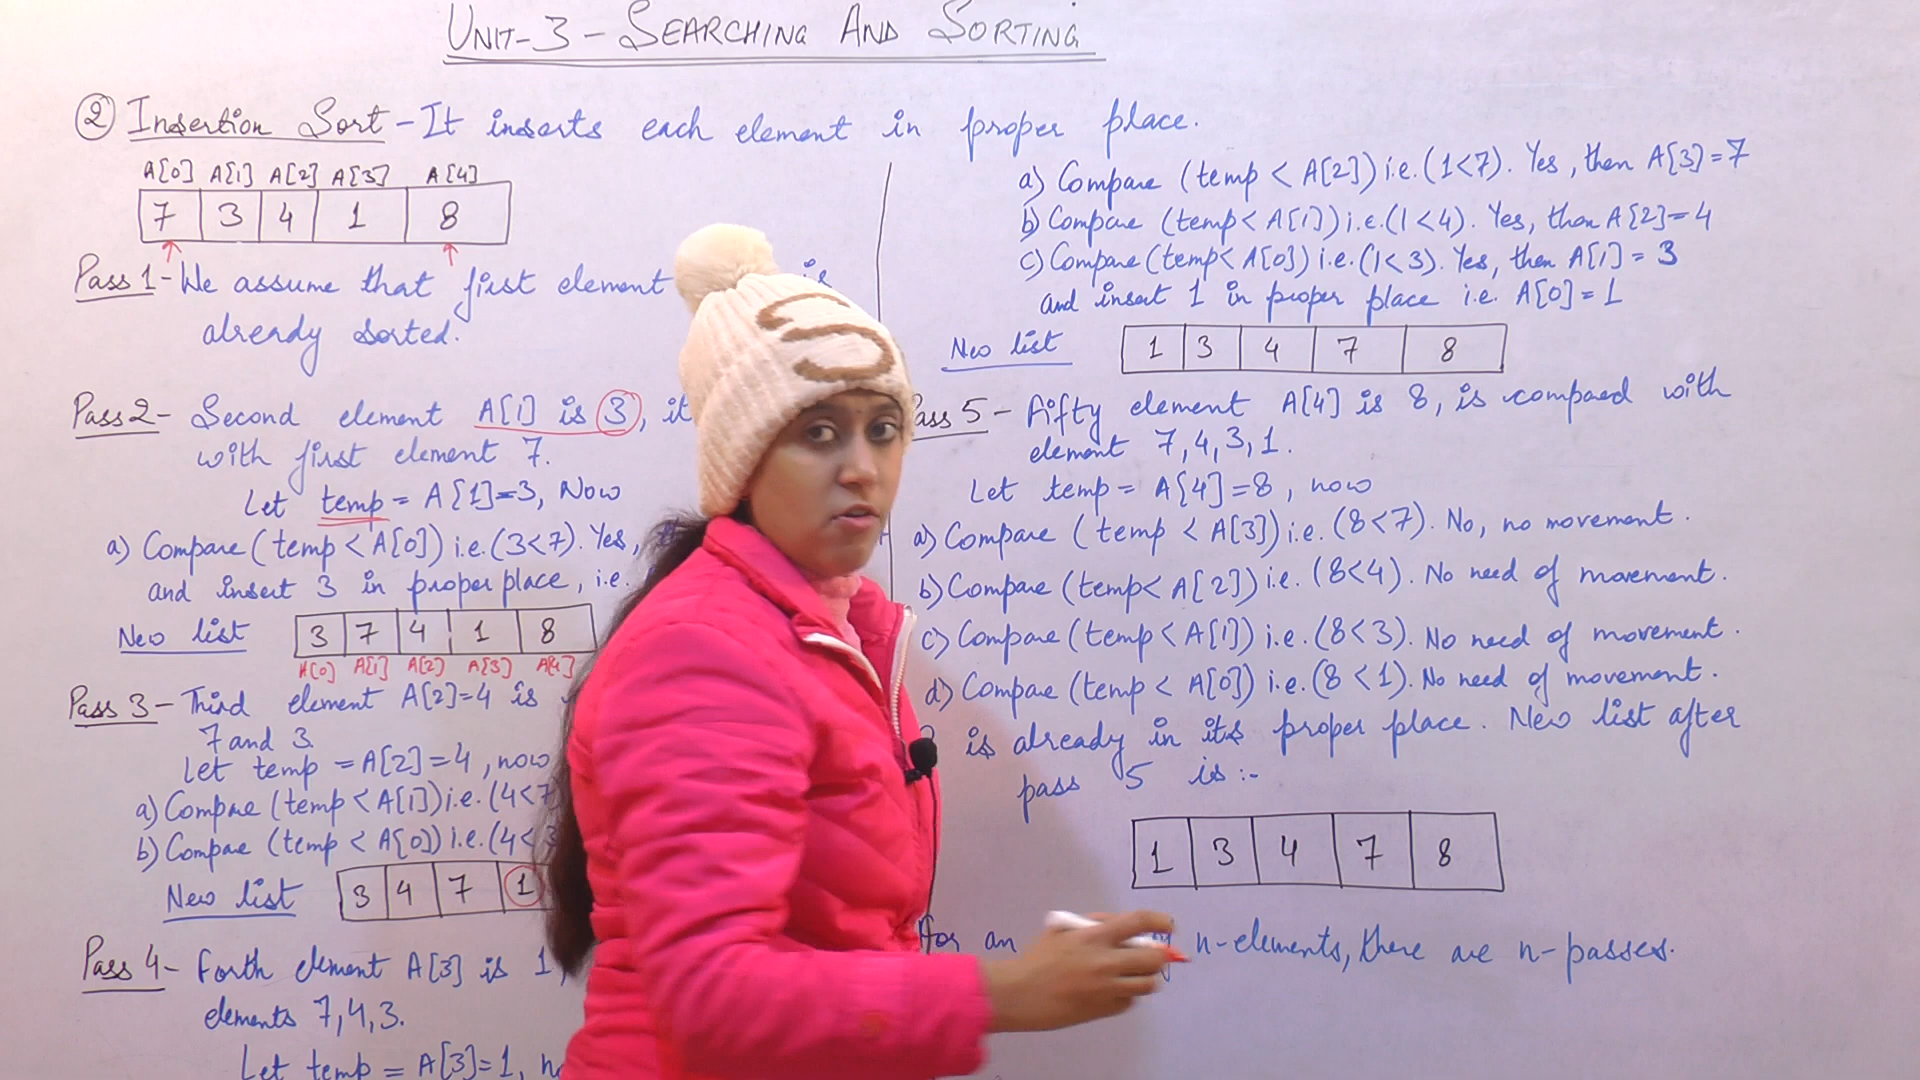 UNIT-3-SEARCHING AND SORTING
② Insertion Sort - It inserts each element in proper place.
A[0] A[1] A[2] A[3] A[4]
7 3 4 1 8
Pass 1- We assume that first element is
already sorted.
Pass 2- Second element A[1] is 3, it
with first element 7.
Let temp = A[1]=3, Now
a) Compare (temp < A[0]) i.e.(3<7). Yes,
and insert 3 in proper place, i.e.
New list 3 7 4 1 8
A[0] A[1] A[2] A[3] A[4]
Pass 3 - Third element A[2]=4 is
7 and 3
Let temp = A[2]=4, now
a) Compare (temp < A[1]) i.e. (4<7
b) Compare (temp < A[0]) i.e. (4<3
New list 3 4 7 1
Pass 4- Forth element A[3] is 1,
elements 7,4,3.
Let temp = A[3]=1,
a) Compare (temp < A[2]) i.e. (1<7). Yes, then A[3]=7
b) Compare (temp< A[1]) i.e.(1<4). Yes, then A[2]=4
c) Compare (temp< A[0]) i.e.(1<3). Yes, then A[1]= 3
and insert 1 in proper place i.e. A[0]=1
New list 1 3 4 7 8
Pass 5- Fifty element A[4] is 8, is compaed with
element 7,4,3,1.
Let temp= A[4]=8, now
a) Compare (temp < A[3]) i.e. (8<7). No, no movement.
b) Compare (temp< A[2]) i.e. (8<4). No need of movement.
c) Compare (temp < A[1]) i.e. (8<3). No need of movement.
d) Compare (temp < A[0]) i.e. (8<1). No need of movement.
is already in its proper place. New list after
pass 5 is :-
1 3 4 7 8
For an n-elements, there are n-passes.